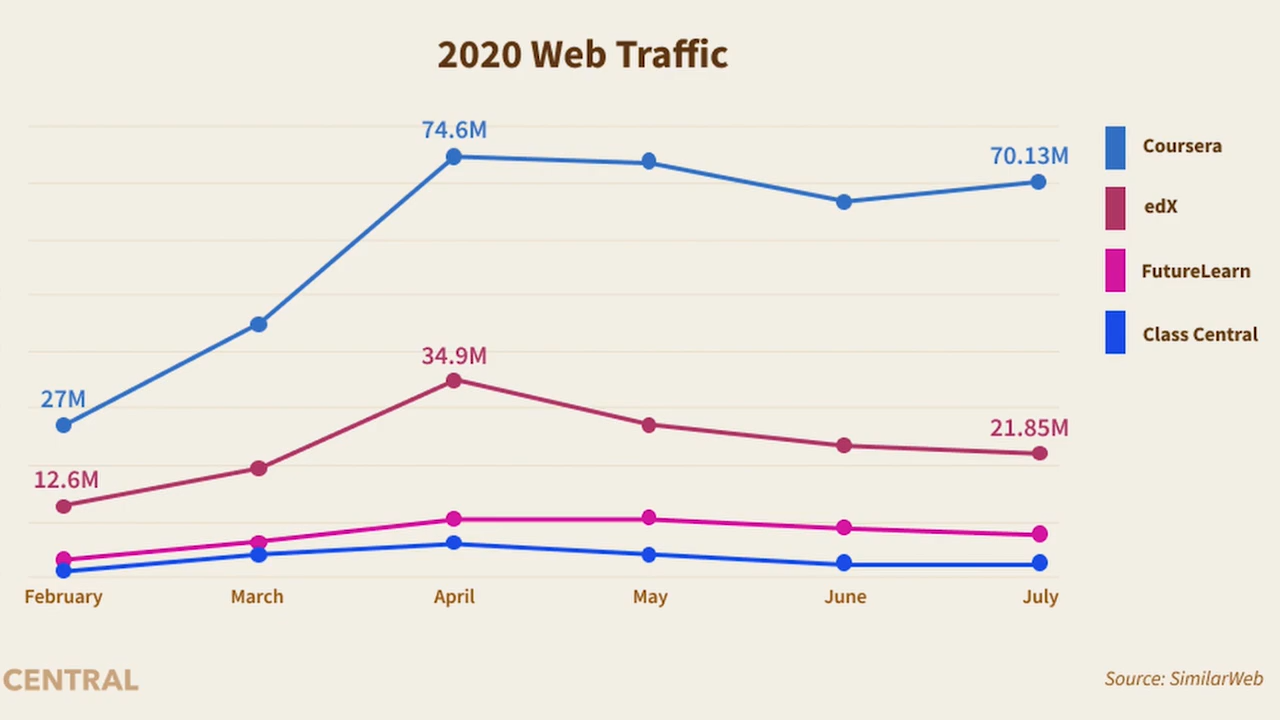 2020 Web Traffic
74.6M
70.13M
27M
34.9M
21.85M
12.6M
Coursera
edX
FutureLearn
Class Central
February March April May June July
CENTRAL
Source: SimilarWeb